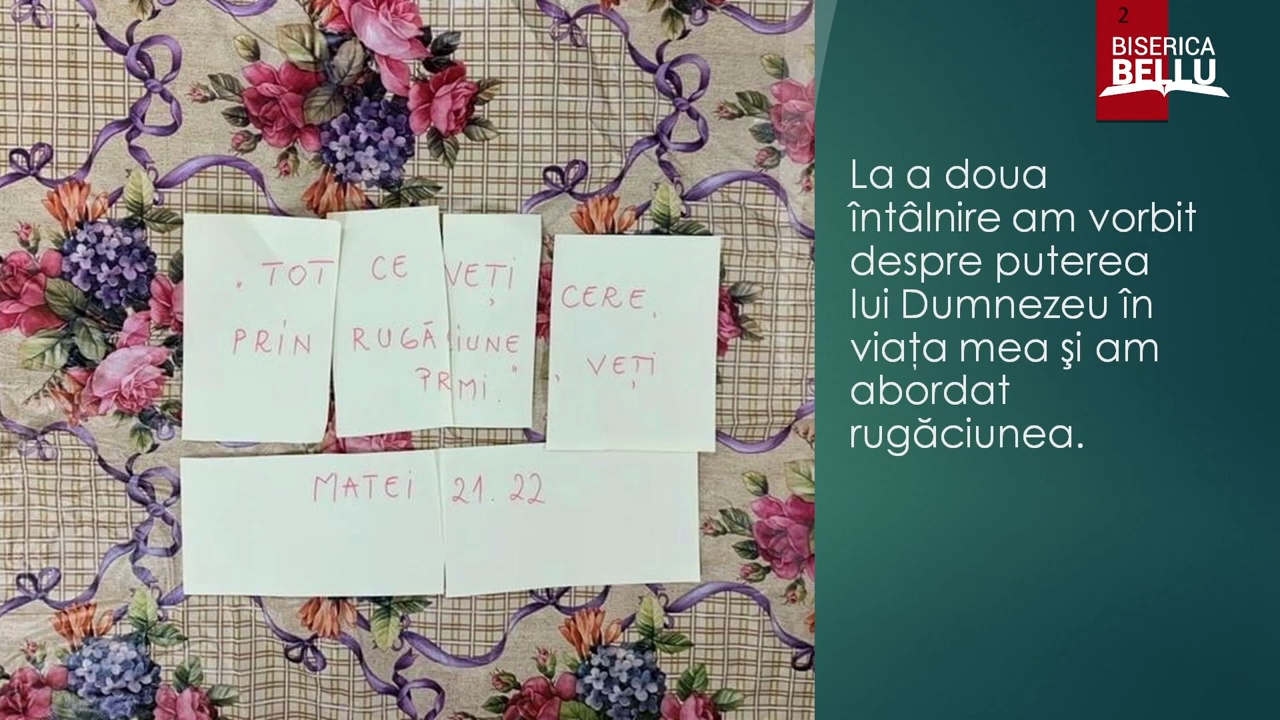 „ TOT CE VEȚI CERE,
PRIN RUGĂCIUNE", VEȚI
PRIMI.
MATEI 21. 22
2
BISERICA
BELLU
La a doua
întâlnire am vorbit
despre puterea
lui Dumnezeu în
viața mea şi am
abordat
rugăciunea.